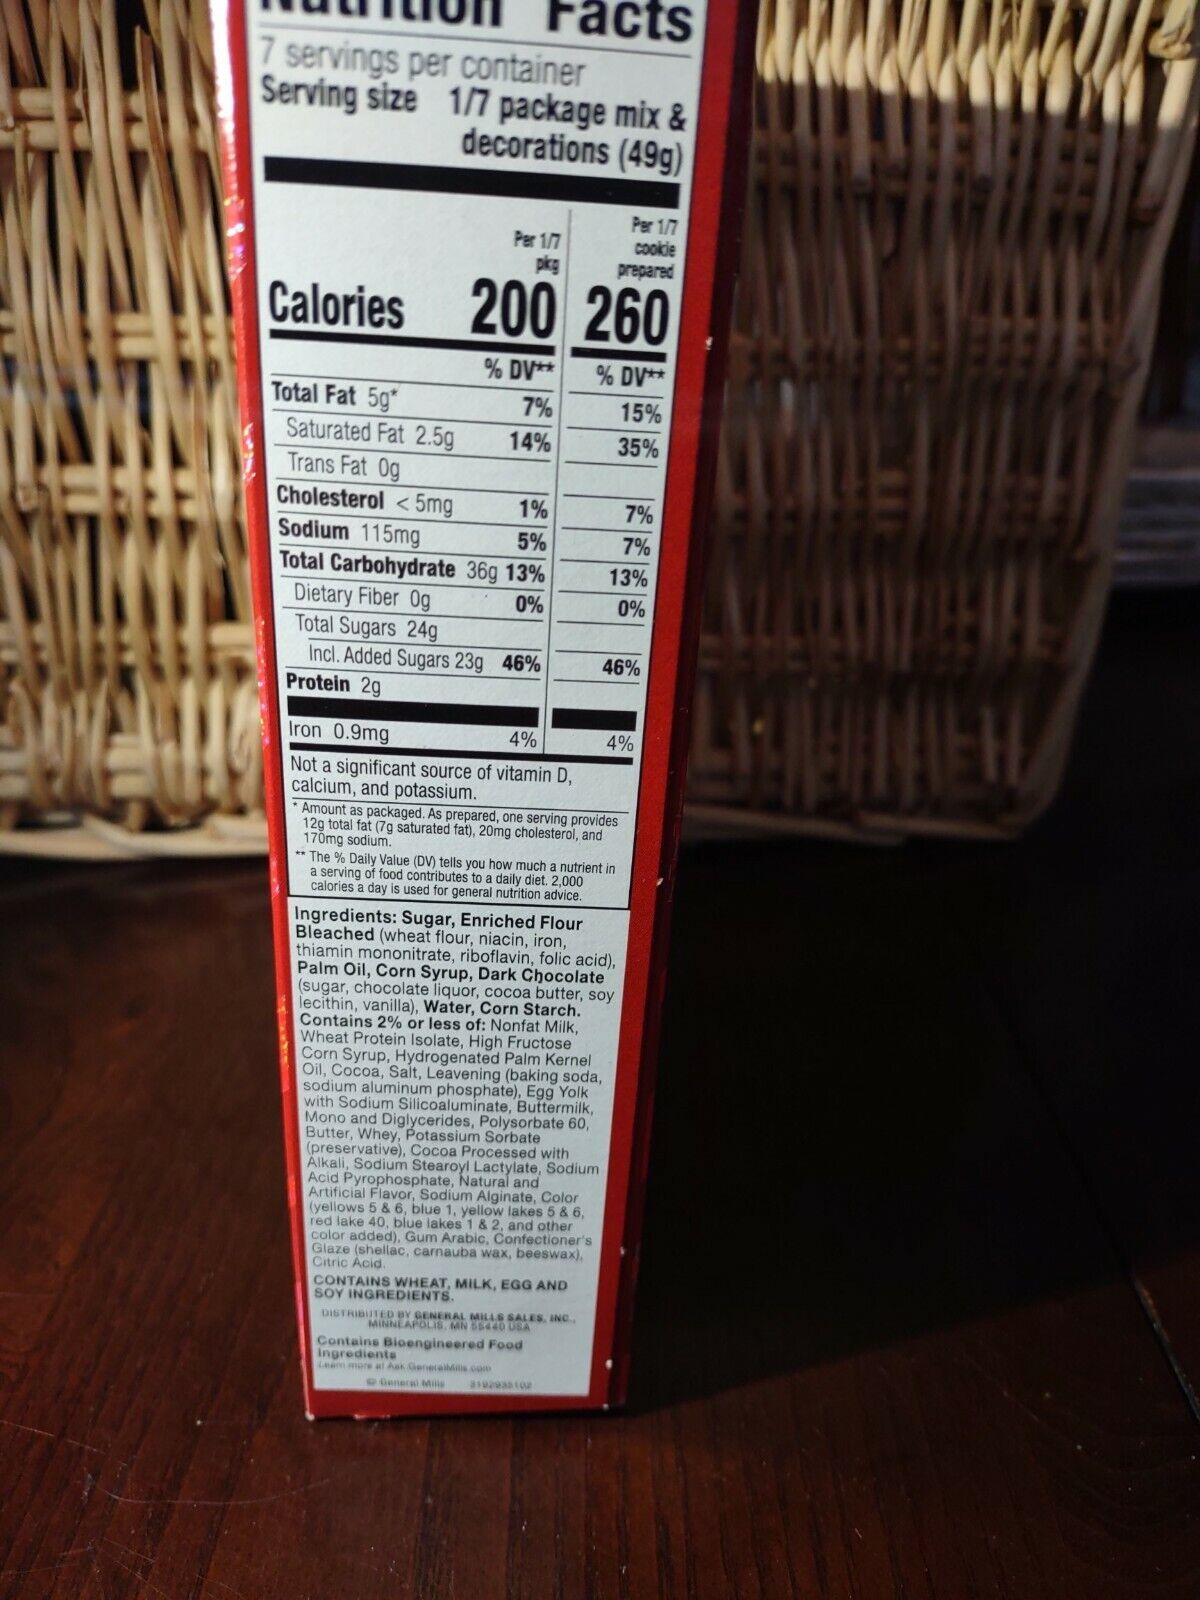 Nutrition Facts
7 servings per container
Serving size 1/7 package mix &
decorations (49g)
Per 1/7
pkg
Per 1/7
cookie
prepared
Calories 200 260
% DV** % DV**
Total Fat 5g* 7% 15%
Saturated Fat 2.5g 14% 35%
Trans Fat 0g
Cholesterol < 5mg 1% 7%
Sodium 115mg 5% 7%
Total Carbohydrate 36g 13% 13%
Dietary Fiber 0g 0% 0%
Total Sugars 24g
Incl. Added Sugars 23g 46% 46%
Protein 2g
Iron 0.9mg 4% 4%
Not a significant source of vitamin D,
calcium, and potassium.
* Amount as packaged. As prepared, one serving provides
12g total fat (7g saturated fat), 20mg cholesterol, and
170mg sodium.
** The % Daily Value (DV) tells you how much a nutrient in
a serving of food contributes to a daily diet. 2,000
calories a day is used for general nutrition advice.
Ingredients: Sugar, Enriched Flour
Bleached (wheat flour, niacin, iron,
thiamin mononitrate, riboflavin, folic acid),
Palm Oil, Corn Syrup, Dark Chocolate
(sugar, chocolate liquor, cocoa butter, soy
lecithin, vanilla), Water, Corn Starch.
Contains 2% or less of: Nonfat Milk,
Wheat Protein Isolate, High Fructose
Corn Syrup, Hydrogenated Palm Kernel
Oil, Cocoa, Salt, Leavening (baking soda,
sodium aluminum phosphate), Egg Yolk
with Sodium Silicoaluminate, Buttermilk,
Mono and Diglycerides, Polysorbate 60,
Butter, Whey, Potassium Sorbate
(preservative), Cocoa Processed with
Alkali, Sodium Stearoyl Lactylate, Sodium
Acid Pyrophosphate, Natural and
Artificial Flavor, Sodium Alginate, Color
(yellows 5 & 6, blue 1, yellow lakes 5 & 6,
red lake 40, blue lakes 1 & 2, and other
color added), Gum Arabic, Confectioner's
Glaze (shellac, carnauba wax, beeswax),
Citric Acid.
CONTAINS WHEAT, MILK, EGG AND
SOY INGREDIENTS.
DISTRIBUTED BY GENERAL MILLS SALES, INC.,
MINNEAPOLIS, MN 55440 USA
Contains Bioengineered Food
Ingredients
Learn more at Ask.GeneralMills.com
© General Mills 3192935102